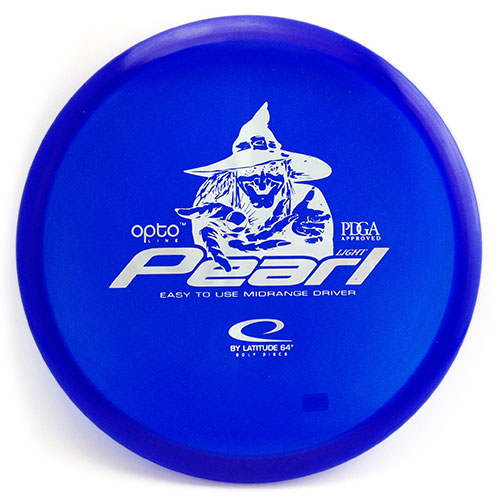 opto™
LINE
PDGA
APPROVED
LIGHT
Pearl
EASY TO USE MIDRANGE DRIVER
BY LATITUDE 64°
GOLF DISCS